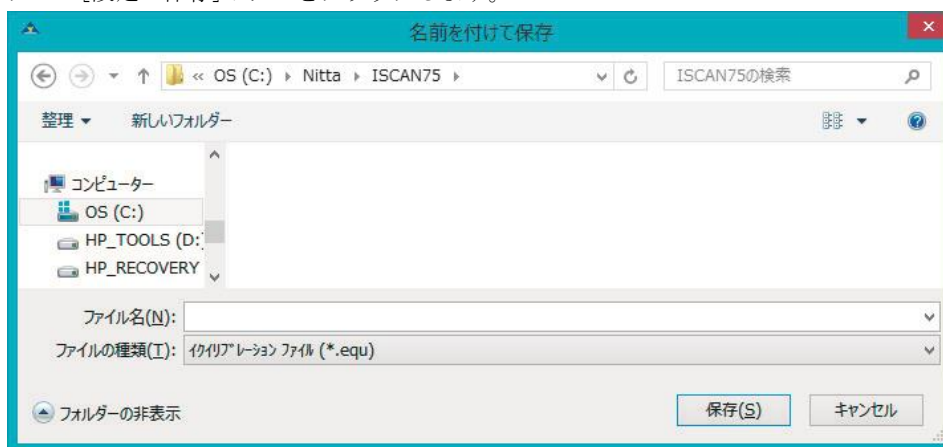 名前を付けて保存
« OS (C:) ▸ Nitta ▸ ISCAN75 ▸
ISCAN75の検索
整理 ▼ 新しいフォルダー
コンピューター
OS (C:)
HP_TOOLS (D:)
HP_RECOVERY
ファイル名(N):
ファイルの種類(T): イクイリブレーション ファイル (*.equ)
フォルダーの非表示
保存(S)
キャンセル